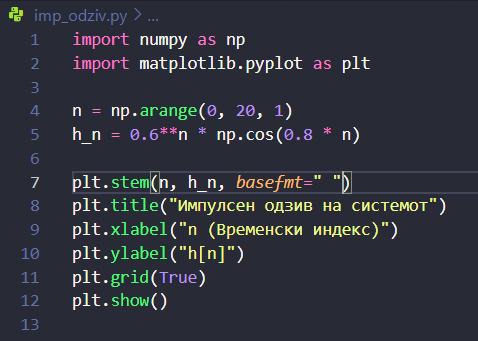 imp_odziv.py > ...
1 import numpy as np
2 import matplotlib.pyplot as plt
3
4 n = np.arange(0, 20, 1)
5 h_n = 0.6**n * np.cos(0.8 * n)
6
7 plt.stem(n, h_n, basefmt=" ")
8 plt.title("Импулсен одзив на системот")
9 plt.xlabel("n (Временски индекс)")
10 plt.ylabel("h[n]")
11 plt.grid(True)
12 plt.show()
13